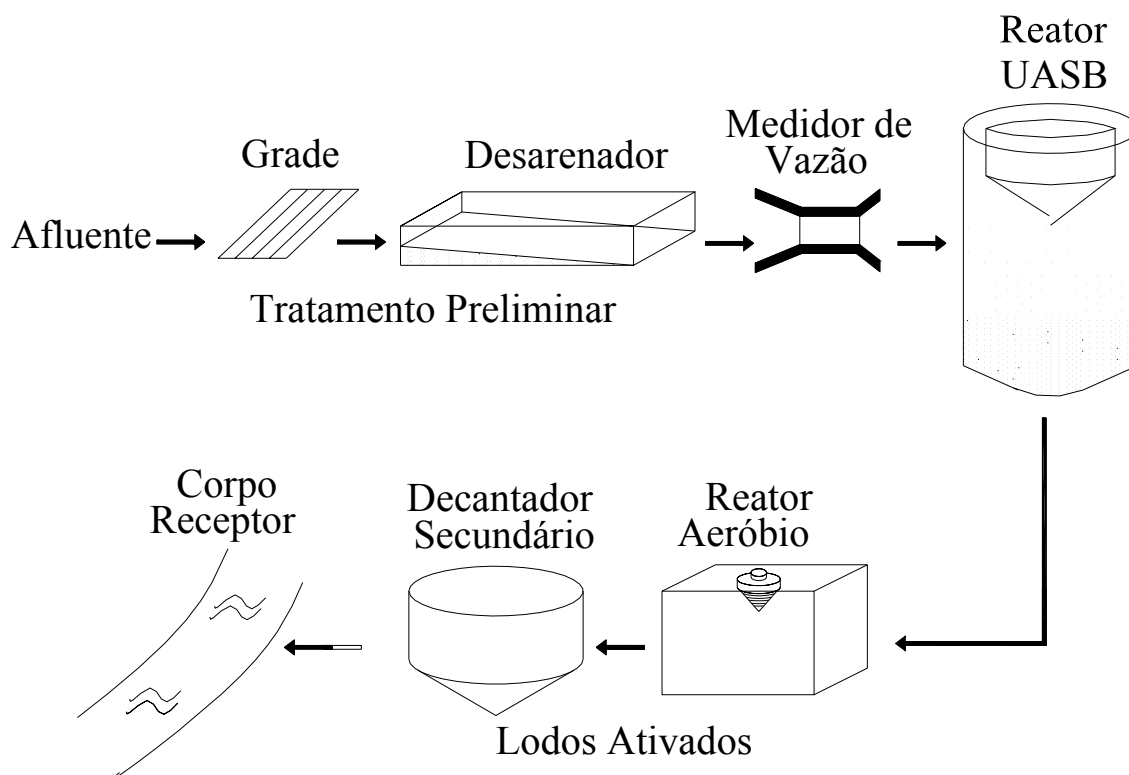 Reator
UASB
Medidor de
Vazão
Grade
Desarenador
Afluente
Tratamento Preliminar
Corpo
Receptor
Decantador
Secundário
Reator
Aeróbio
Lodos Ativados